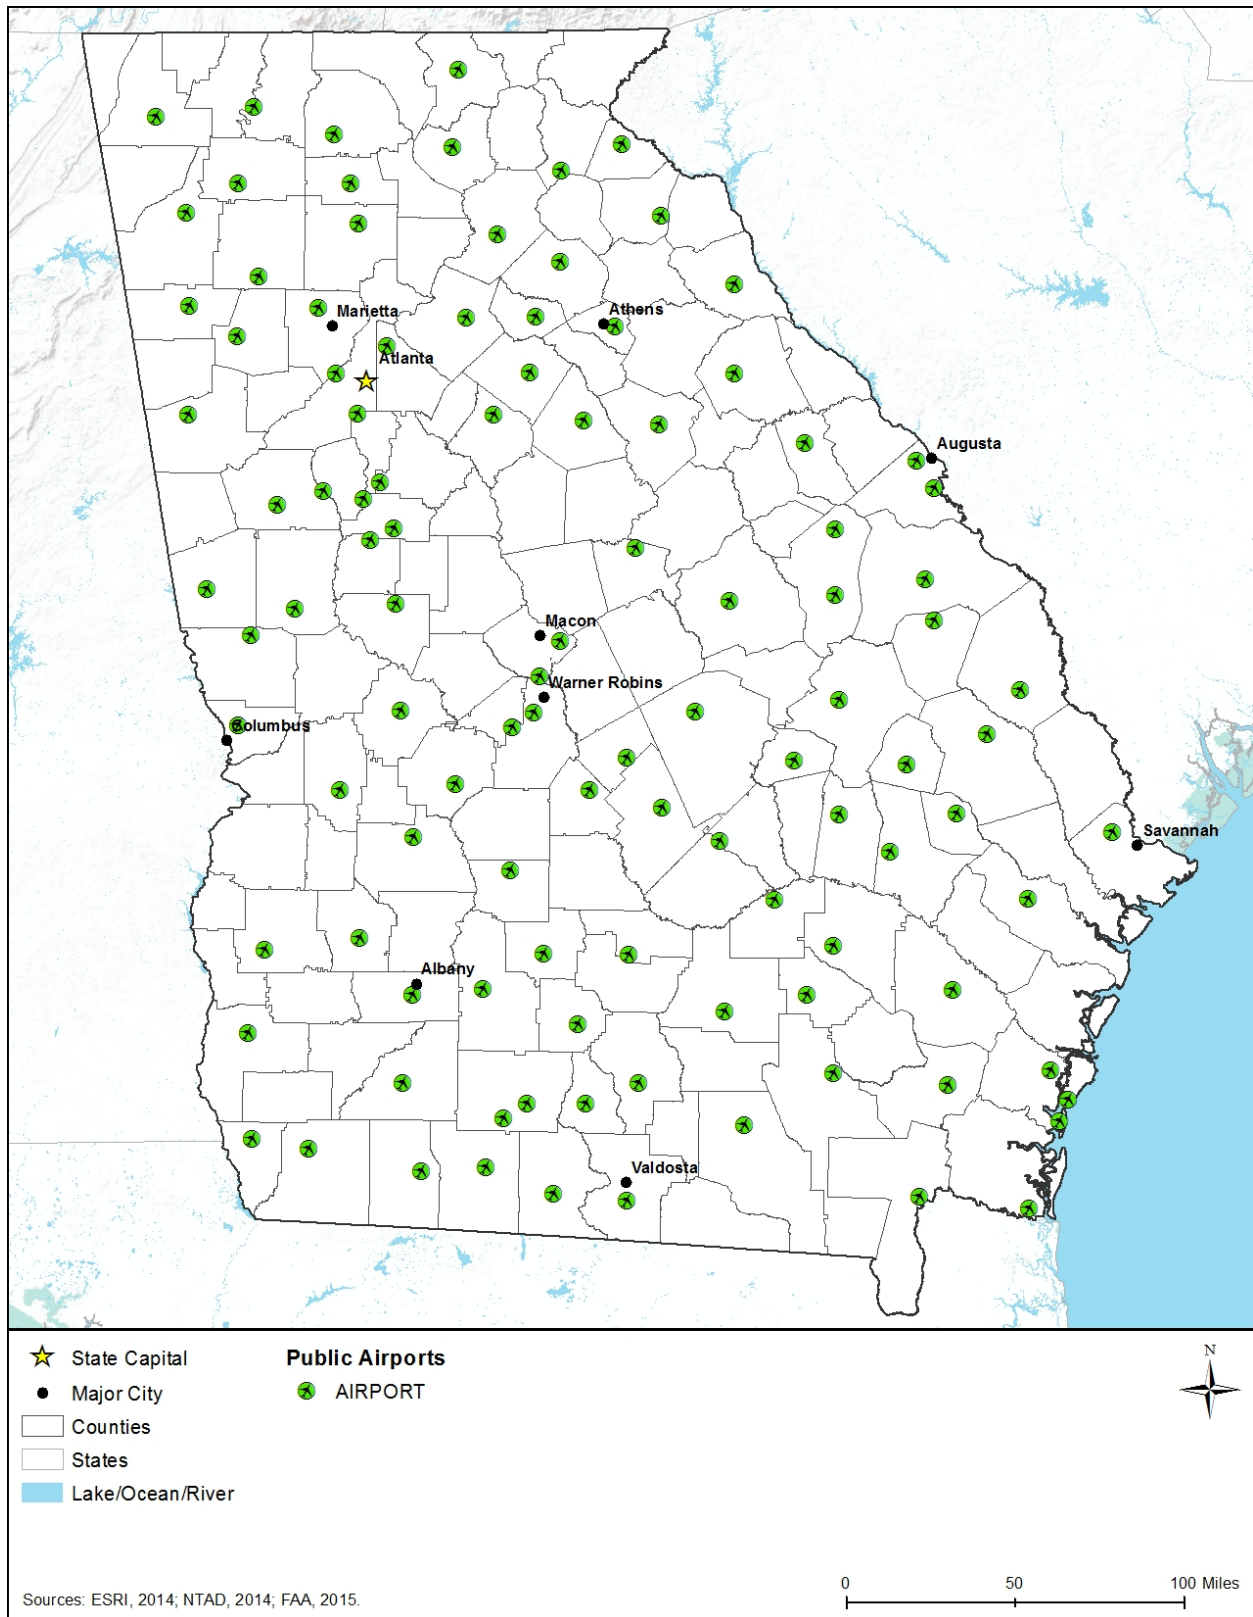 Marietta
Athens
Atlanta
Augusta
Macon
Warner Robins
Columbus
Savannah
Albany
Valdosta
State Capital
Public Airports
N
Major City
AIRPORT
Counties
States
Lake/Ocean/River
0 50 100 Miles
Sources: ESRI, 2014; NTAD, 2014; FAA, 2015.